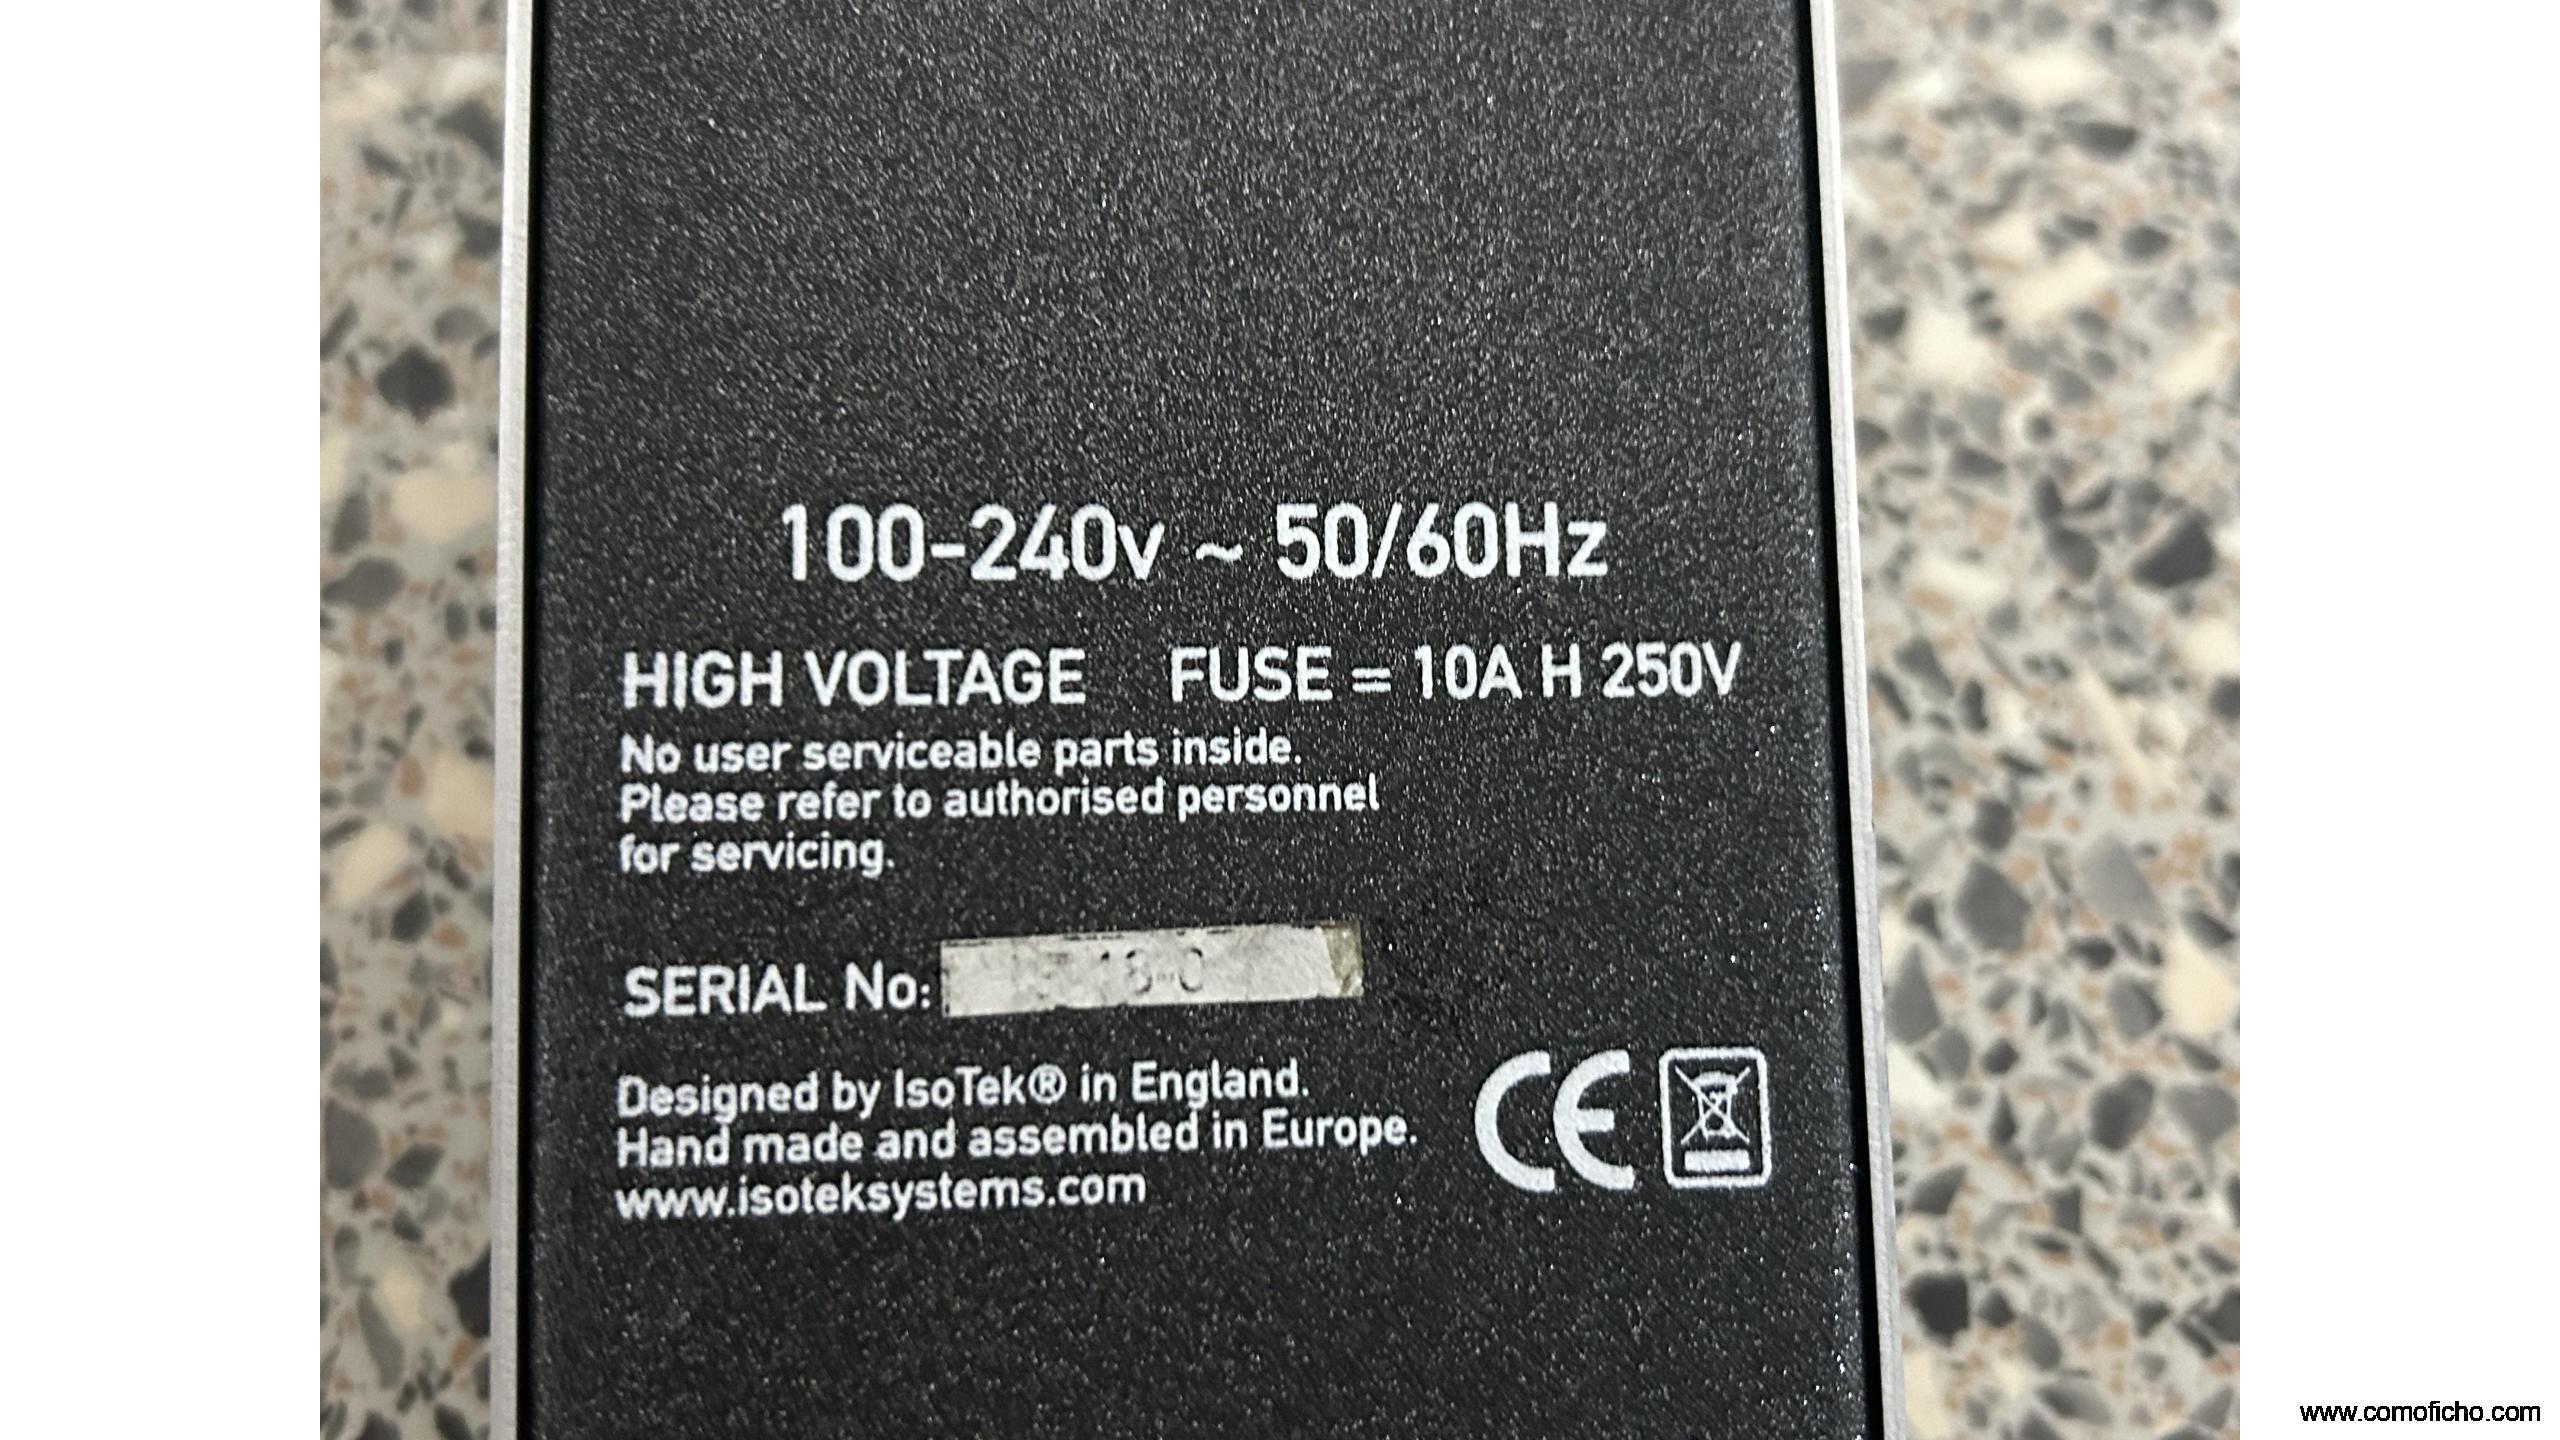 100-240v ~ 50/60Hz
HIGH VOLTAGE FUSE = 10A H 250V
No user serviceable parts inside.
Please refer to authorised personnel
for servicing.
SERIAL No:
Designed by IsoTek® in England.
Hand made and assembled in Europe.
www.isoteksystems.com
CE
www.comoficho.com